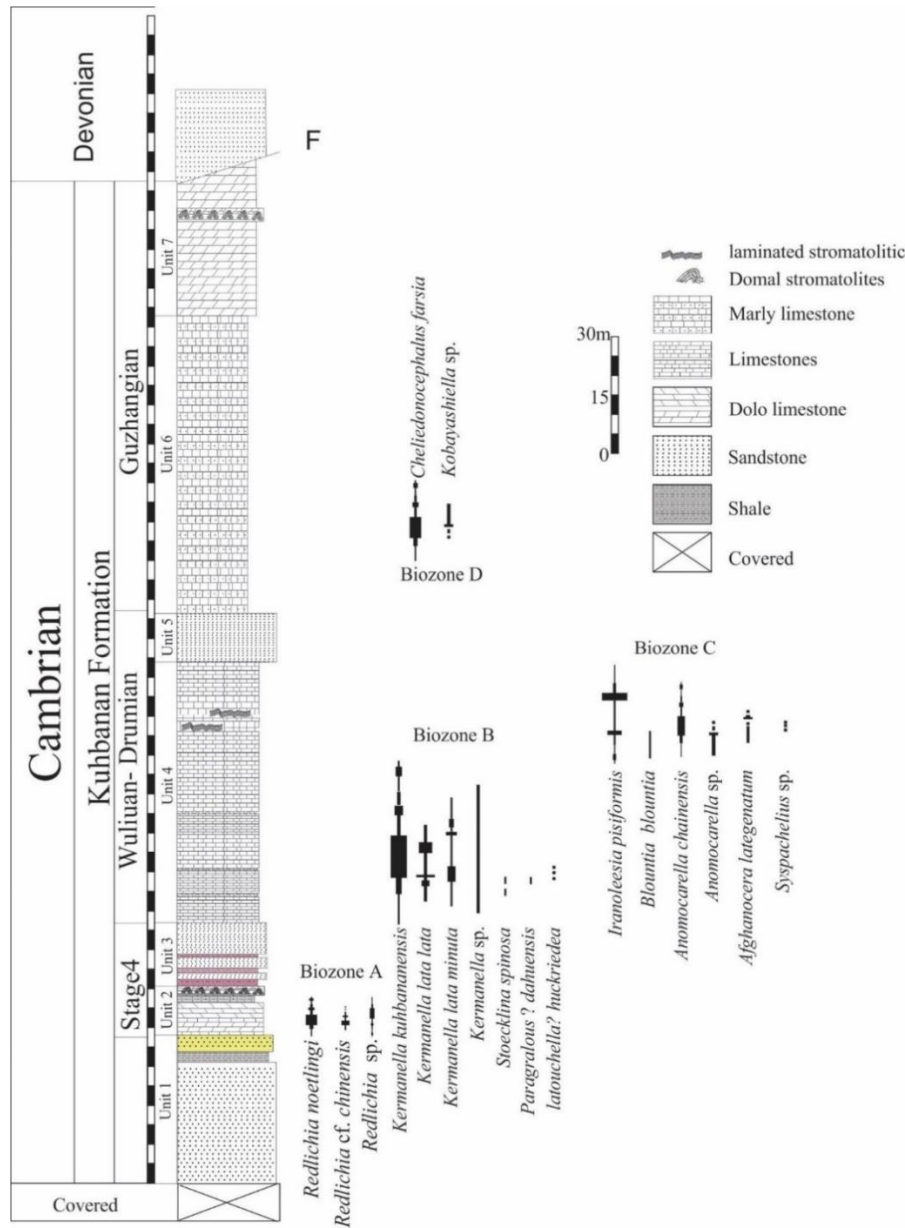 Devonian
F
Cambrian
Kuhbanan Formation
Guzhangian
Wuliuan- Drumian
Stage4
Unit 7
Unit 6
Unit 5
Unit 4
Unit 3
Unit 2
Unit 1
Covered
Cheliedonocephalus farsia
Kobayashiella sp.
Biozone D
30m
15
0
laminated stromatolitic
Domal stromatolites
Marly limestone
Limestones
Dolo limestone
Sandstone
Shale
Covered
Biozone C
Iranoleesia pisiformis
Blountia blountia
Anomocarella chainensis
Anomocarella sp.
Afghanocera lategenatum
Syspachelius sp.
Biozone B
Kermanella kuhbananensis
Kermanella lata lata
Kermanella lata minuta
Kermanella sp.
Stoecklina spinosa
Paragralous ? dahuensis
latouchella? huckriedea
Biozone A
Redlichia noetlingi
Redlichia cf. chinensis
Redlichia sp.